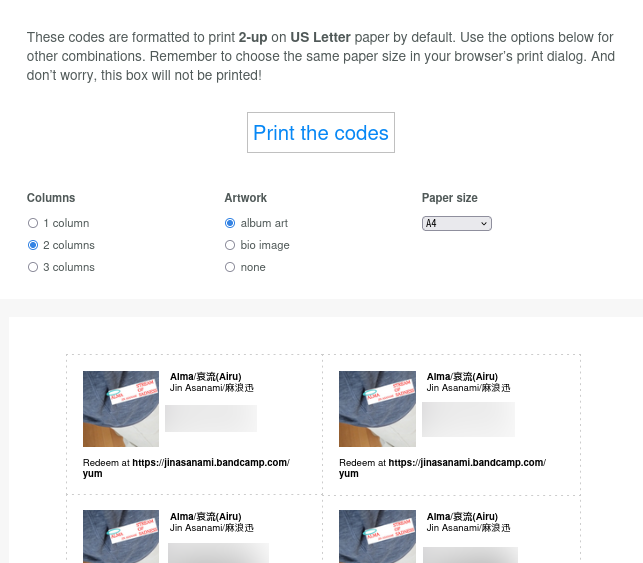 These codes are formatted to print 2-up on US Letter paper by default. Use the options below for
other combinations. Remember to choose the same paper size in your browser's print dialog. And
don't worry, this box will not be printed!
Print the codes
Columns
1 column
2 columns
3 columns
Artwork
album art
bio image
none
Paper size
A4
Alma/哀流(Airu)
Jin Asanami/麻浪迅
Redeem at https://jinasanami.bandcamp.com/
yum
Alma/哀流(Airu)
Jin Asanami/麻浪迅
Redeem at https://jinasanami.bandcamp.com/
yum
Alma/哀流(Airu)
Jin Asanami/麻浪迅
Alma/哀流(Airu)
Jin Asanami/麻浪迅